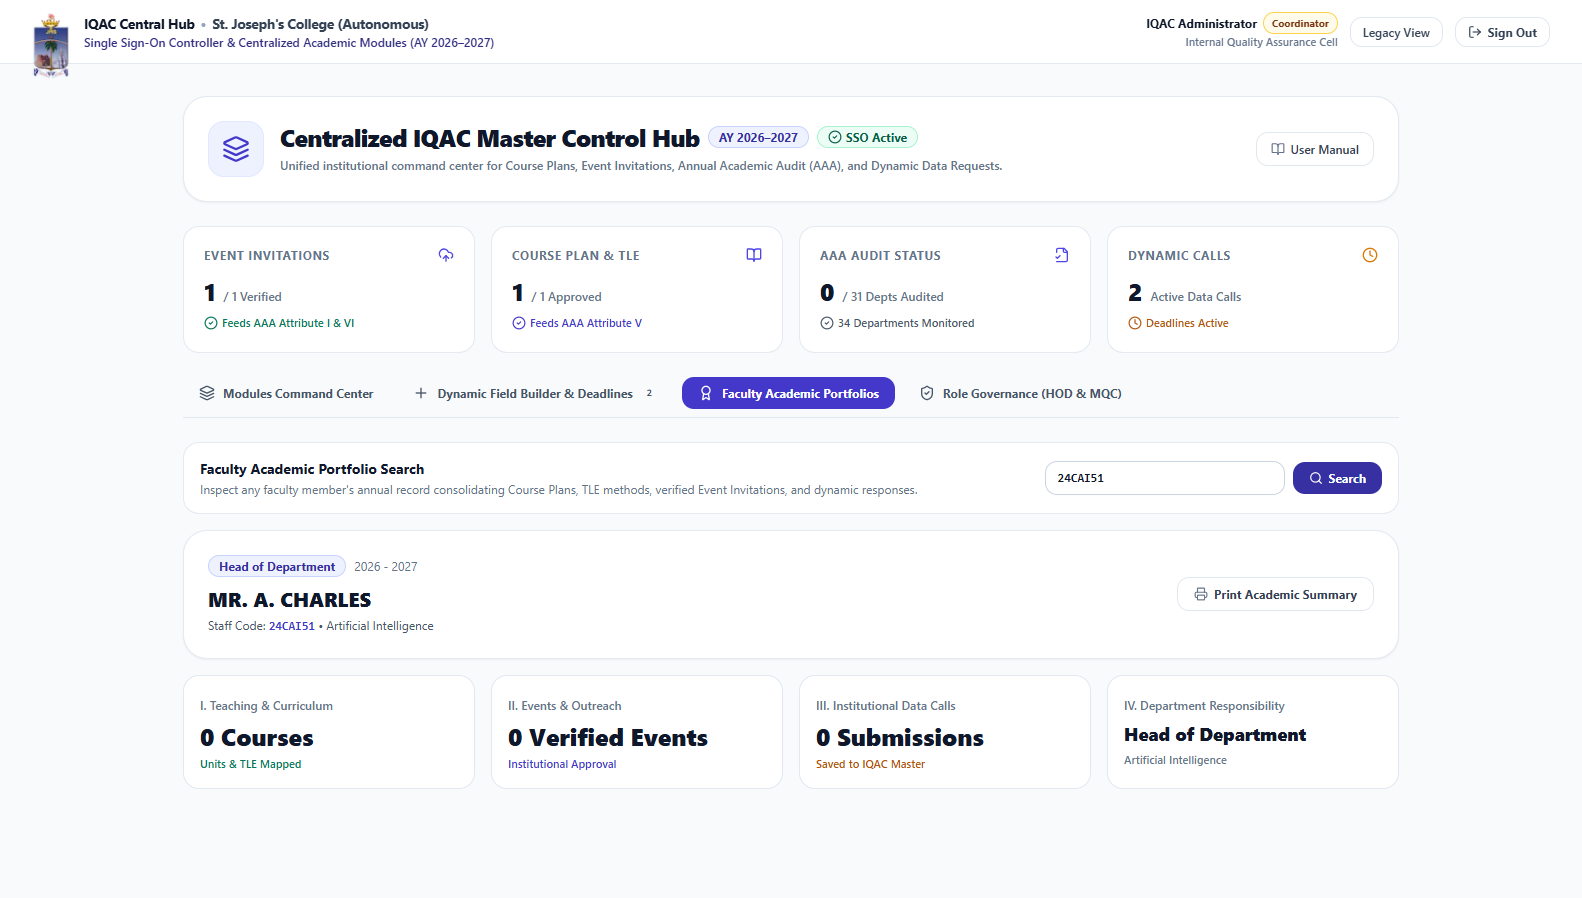 IQAC Central Hub • St. Joseph's College (Autonomous)
Single Sign-On Controller & Centralized Academic Modules (AY 2026–2027)
IQAC Administrator Coordinator
Internal Quality Assurance Cell
Legacy View
Sign Out
Centralized IQAC Master Control Hub AY 2026–2027 SSO Active
Unified institutional command center for Course Plans, Event Invitations, Annual Academic Audit (AAA), and Dynamic Data Requests.
User Manual
EVENT INVITATIONS
1 / 1 Verified
Feeds AAA Attribute I & VI
COURSE PLAN & TLE
1 / 1 Approved
Feeds AAA Attribute V
AAA AUDIT STATUS
0 / 31 Depts Audited
34 Departments Monitored
DYNAMIC CALLS
2 Active Data Calls
Deadlines Active
Modules Command Center
Dynamic Field Builder & Deadlines 2
Faculty Academic Portfolios
Role Governance (HOD & MQC)
Faculty Academic Portfolio Search
Inspect any faculty member's annual record consolidating Course Plans, TLE methods, verified Event Invitations, and dynamic responses.
24CAI51
Search
Head of Department 2026 - 2027
MR. A. CHARLES
Staff Code: 24CAI51 • Artificial Intelligence
Print Academic Summary
I. Teaching & Curriculum
0 Courses
Units & TLE Mapped
II. Events & Outreach
0 Verified Events
Institutional Approval
III. Institutional Data Calls
0 Submissions
Saved to IQAC Master
IV. Department Responsibility
Head of Department
Artificial Intelligence